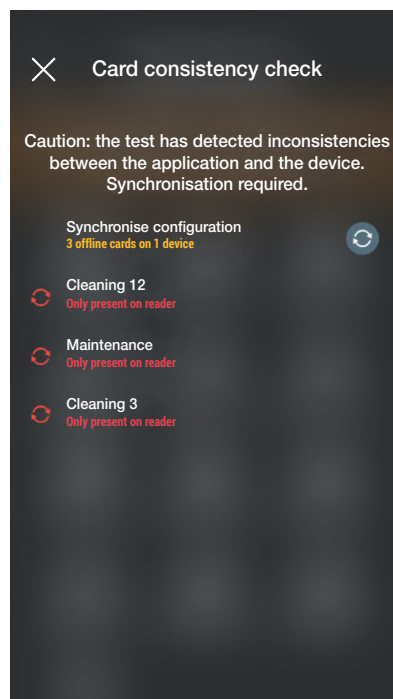 Card consistency check
Caution: the test has detected inconsistencies
between the application and the device.
Synchronisation required.
Synchronise configuration
3 offline cards on 1 device
Cleaning 12
Only present on reader
Maintenance
Only present on reader
Cleaning 3
Only present on reader